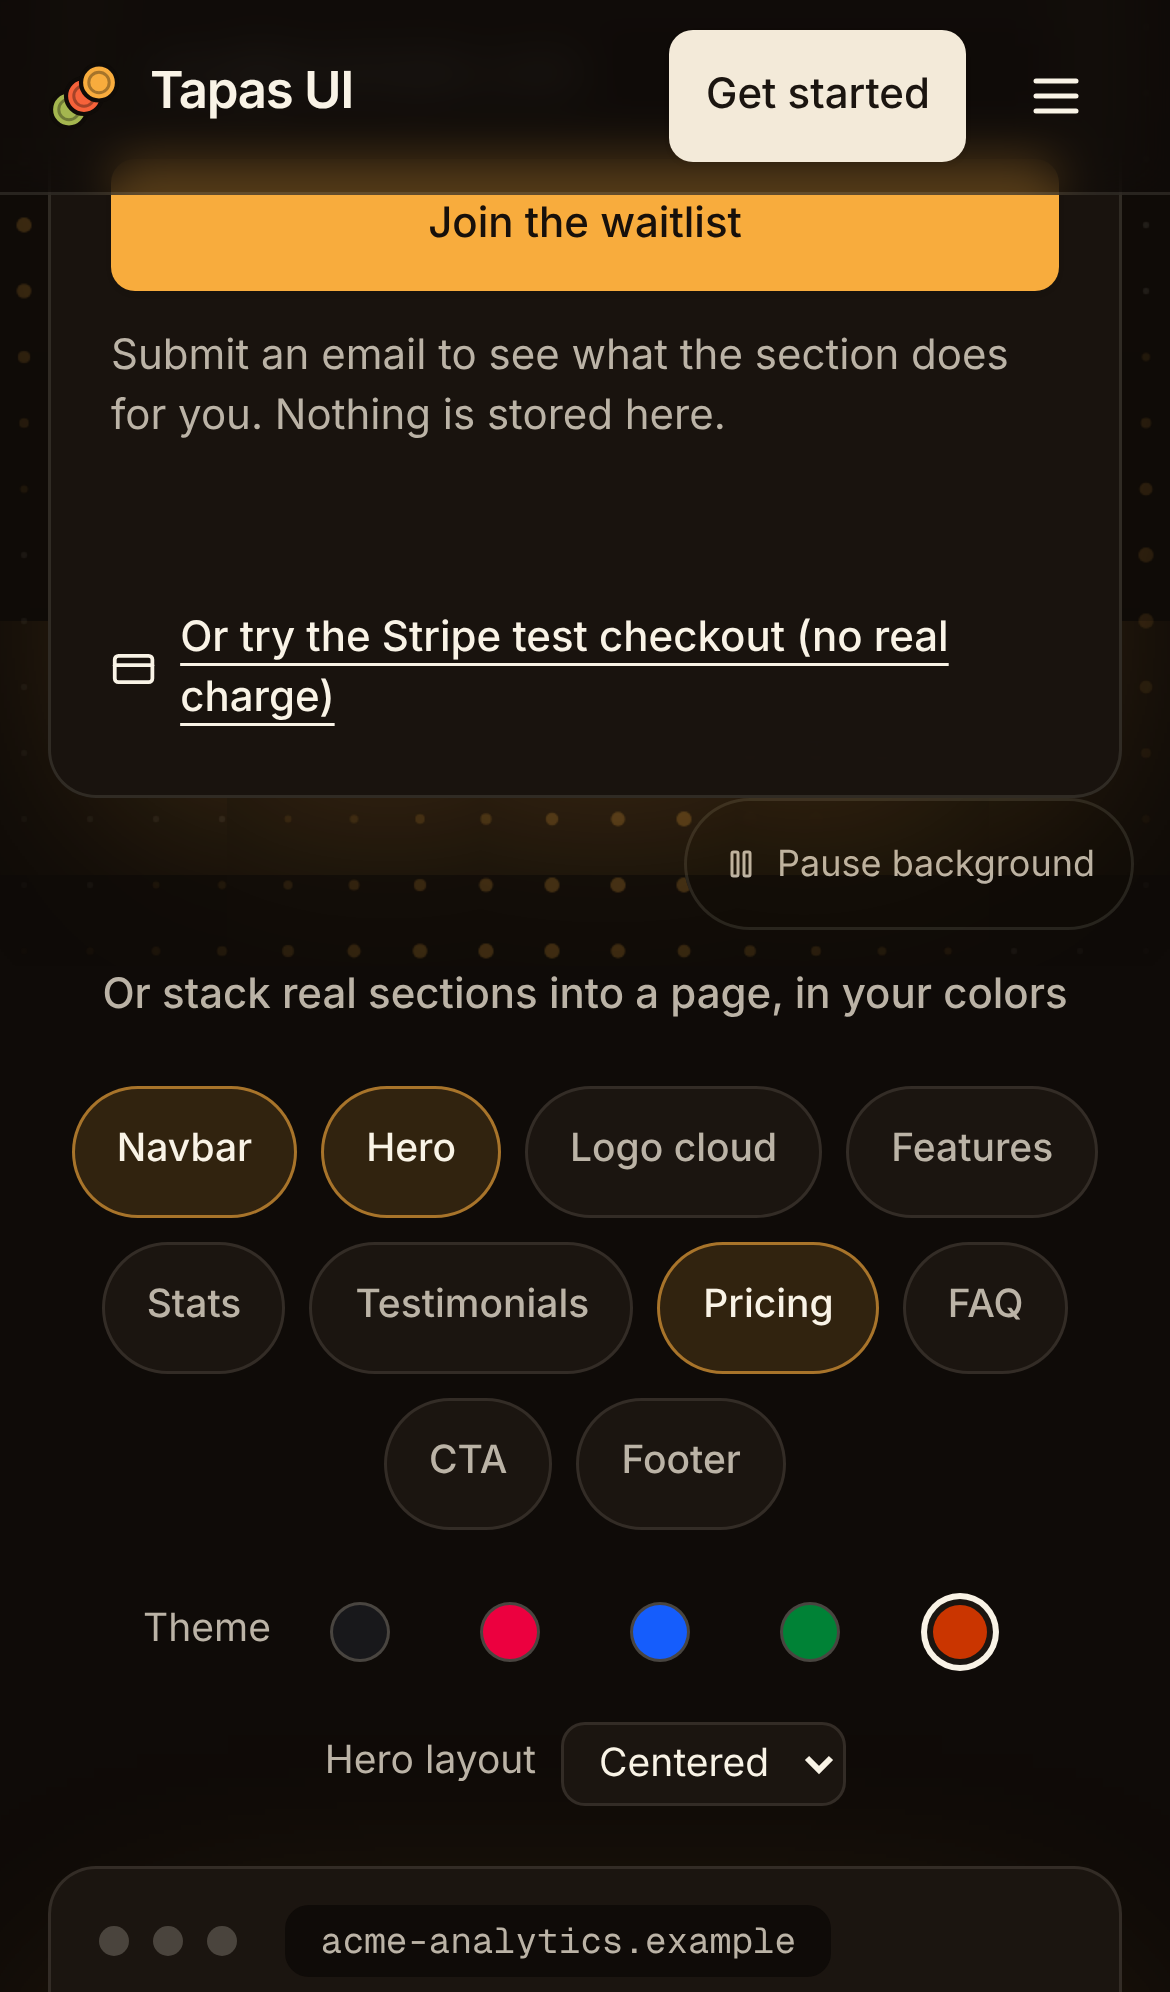 Tapas UI
Get started
Join the waitlist
Submit an email to see what the section does
for you. Nothing is stored here.
Or try the Stripe test checkout (no real
charge)
Pause background
Or stack real sections into a page, in your colors
Navbar
Hero
Logo cloud
Features
Stats
Testimonials
Pricing
FAQ
CTA
Footer
Theme
Hero layout
Centered
acme-analytics.example